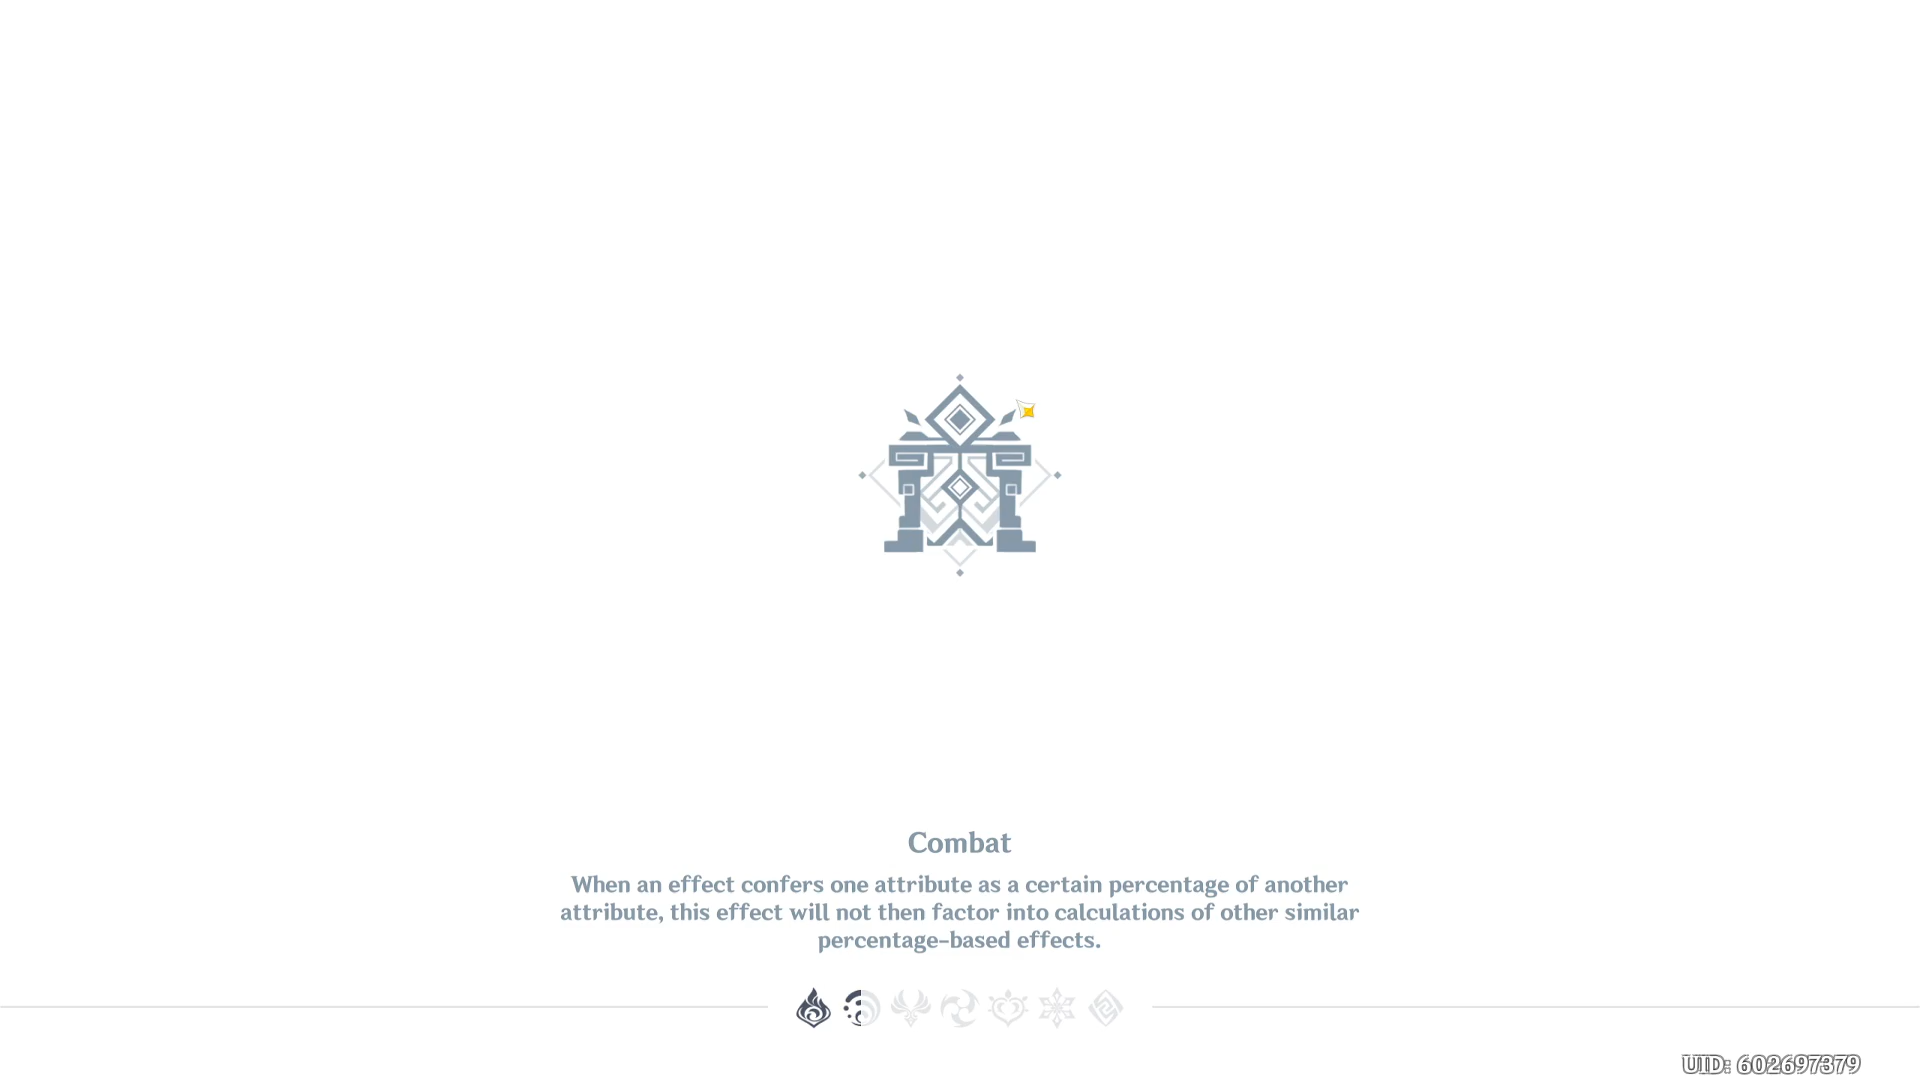 Combat
When an effect confers one attribute as a certain percentage of another
attribute, this effect will not then factor into calculations of other similar
percentage-based effects.
UID: 602697379